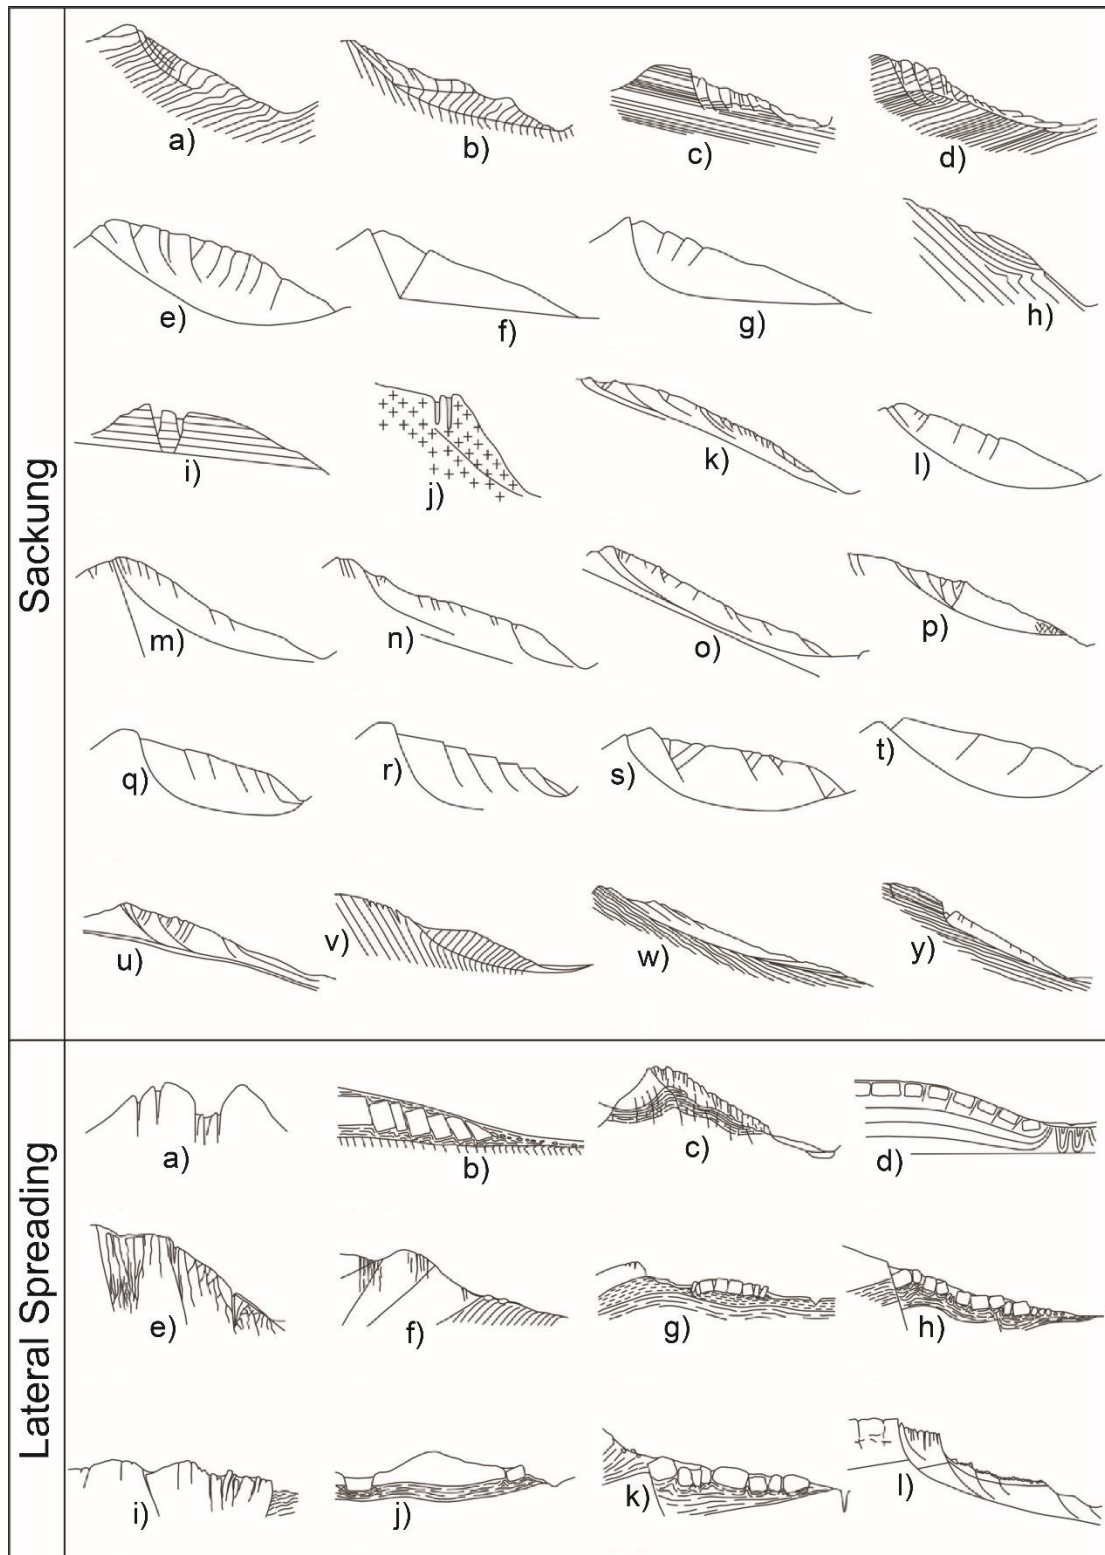 Sackung
a)
b)
c)
d)
e)
f)
g)
h)
i)
j)
k)
l)
m)
n)
o)
p)
q)
r)
s)
t)
u)
v)
w)
y)
Lateral Spreading
a)
b)
c)
d)
e)
f)
g)
h)
i)
j)
k)
l)